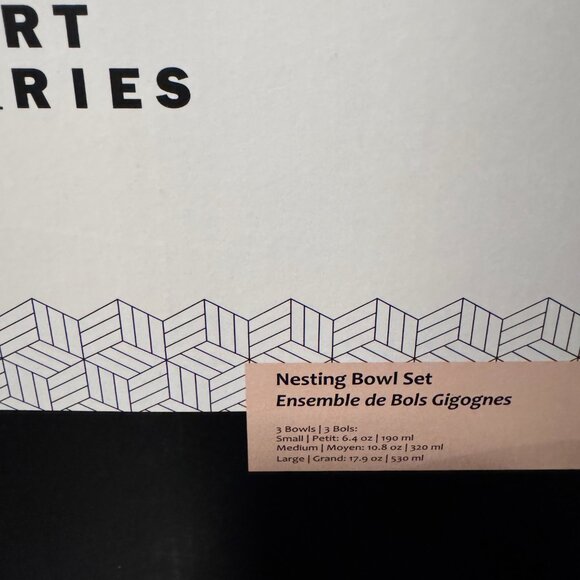 RT
RIES
Nesting Bowl Set
Ensemble de Bols Gigognes
3 Bowls | 3 Bols:
Small | Petit: 6.4 oz | 190 ml
Medium | Moyen: 10.8 oz | 320 ml
Large | Grand: 17.9 oz | 530 ml